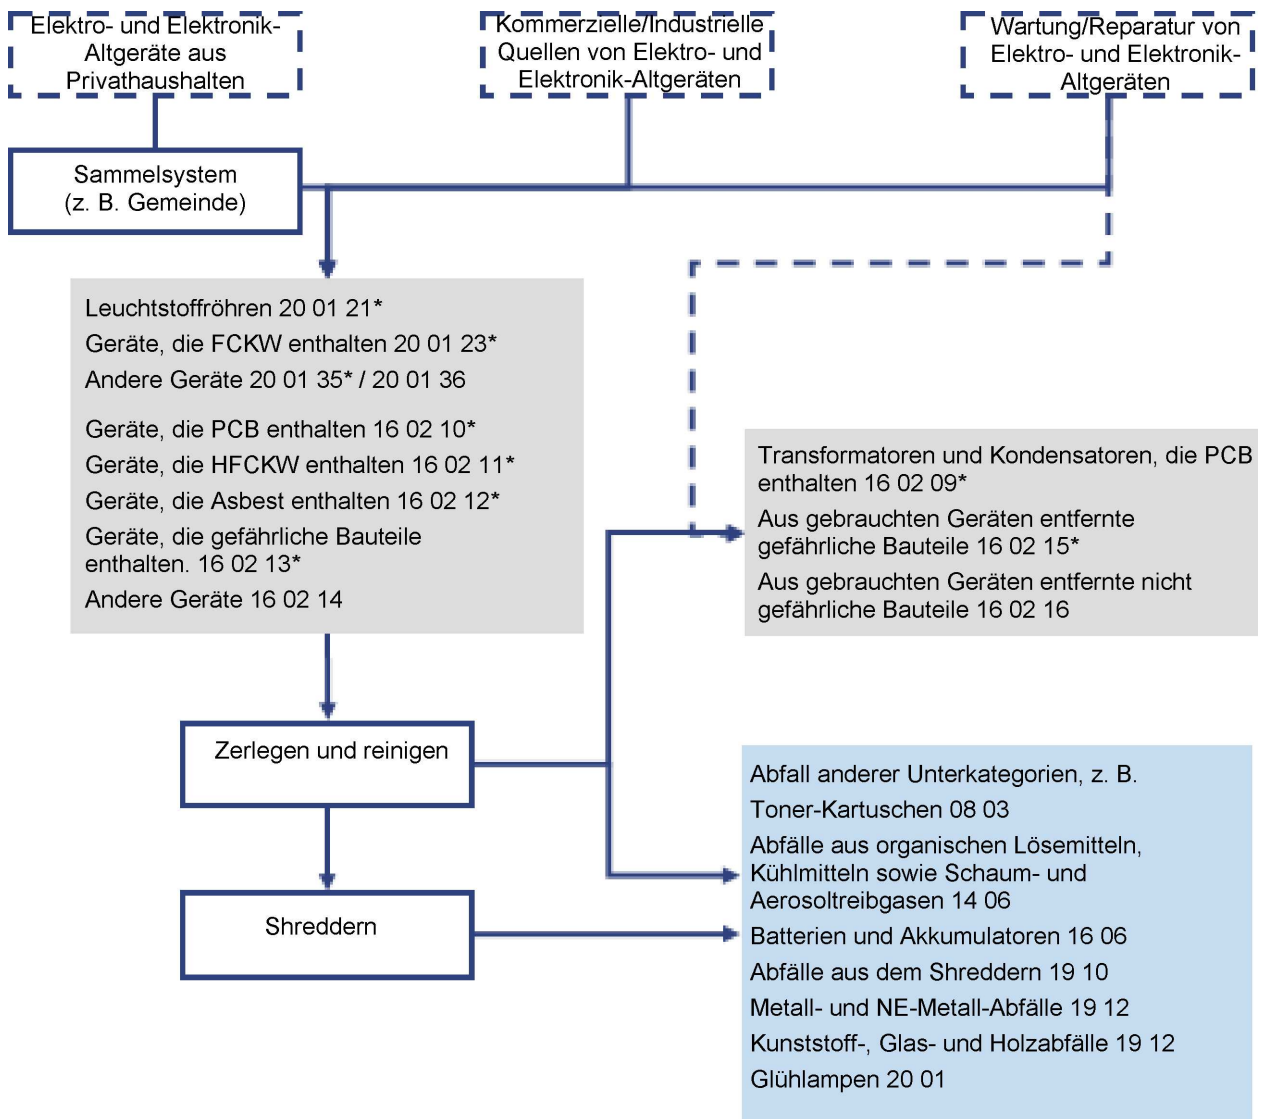 Elektro- und Elektronik-
Altgeräte aus
Privathaushalten
Kommerzielle/Industrielle
Quellen von Elektro- und
Elektronik-Altgeräten
Wartung/Reparatur von
Elektro- und Elektronik-
Altgeräten
Sammelsystem
(z. B. Gemeinde)
Leuchtstoffröhren 20 01 21*
Geräte, die FCKW enthalten 20 01 23*
Andere Geräte 20 01 35* / 20 01 36
Geräte, die PCB enthalten 16 02 10*
Geräte, die HFCKW enthalten 16 02 11*
Geräte, die Asbest enthalten 16 02 12*
Geräte, die gefährliche Bauteile
enthalten. 16 02 13*
Andere Geräte 16 02 14
Transformatoren und Kondensatoren, die PCB
enthalten 16 02 09*
Aus gebrauchten Geräten entfernte
gefährliche Bauteile 16 02 15*
Aus gebrauchten Geräten entfernte nicht
gefährliche Bauteile 16 02 16
Zerlegen und reinigen
Shreddern
Abfall anderer Unterkategorien, z. B.
Toner-Kartuschen 08 03
Abfälle aus organischen Lösemitteln,
Kühlmitteln sowie Schaum- und
Aerosoltreibgasen 14 06
Batterien und Akkumulatoren 16 06
Abfälle aus dem Shreddern 19 10
Metall- und NE-Metall-Abfälle 19 12
Kunststoff-, Glas- und Holzabfälle 19 12
Glühlampen 20 01